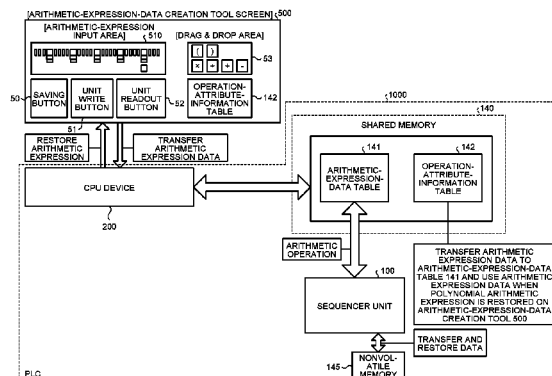 [ARITHMETIC-EXPRESSION-DATA CREATION TOOL SCREEN] 500
[ARITHMETIC-EXPRESSION
INPUT AREA] 510
[DRAG & DROP AREA]
( )
× ÷ + -
53
50
SAVING
BUTTON
UNIT
WRITE
BUTTON
51
UNIT
READOUT
BUTTON
52
OPERATION-
ATTRIBUTE-
INFORMATION
TABLE
142
1000
RESTORE
ARITHMETIC
EXPRESSION
TRANSFER
ARITHMETIC
EXPRESSION DATA
140
SHARED MEMORY
141
ARITHMETIC-
EXPRESSION-
DATA TABLE
142
OPERATION-
ATTRIBUTE-
INFORMATION
TABLE
CPU DEVICE
200
ARITHMETIC
OPERATION
100
SEQUENCER UNIT
TRANSFER ARITHMETIC
EXPRESSION DATA TO
ARITHMETIC-EXPRESSION-DATA
TABLE 141 AND USE ARITHMETIC
EXPRESSION DATA WHEN
POLYNOMIAL ARITHMETIC
EXPRESSION IS RESTORED ON
ARITHMETIC-EXPRESSION-DATA
CREATION TOOL 500
TRANSFER AND
RESTORE DATA
145
NONVOL-
ATILE
MEMORY
PLC